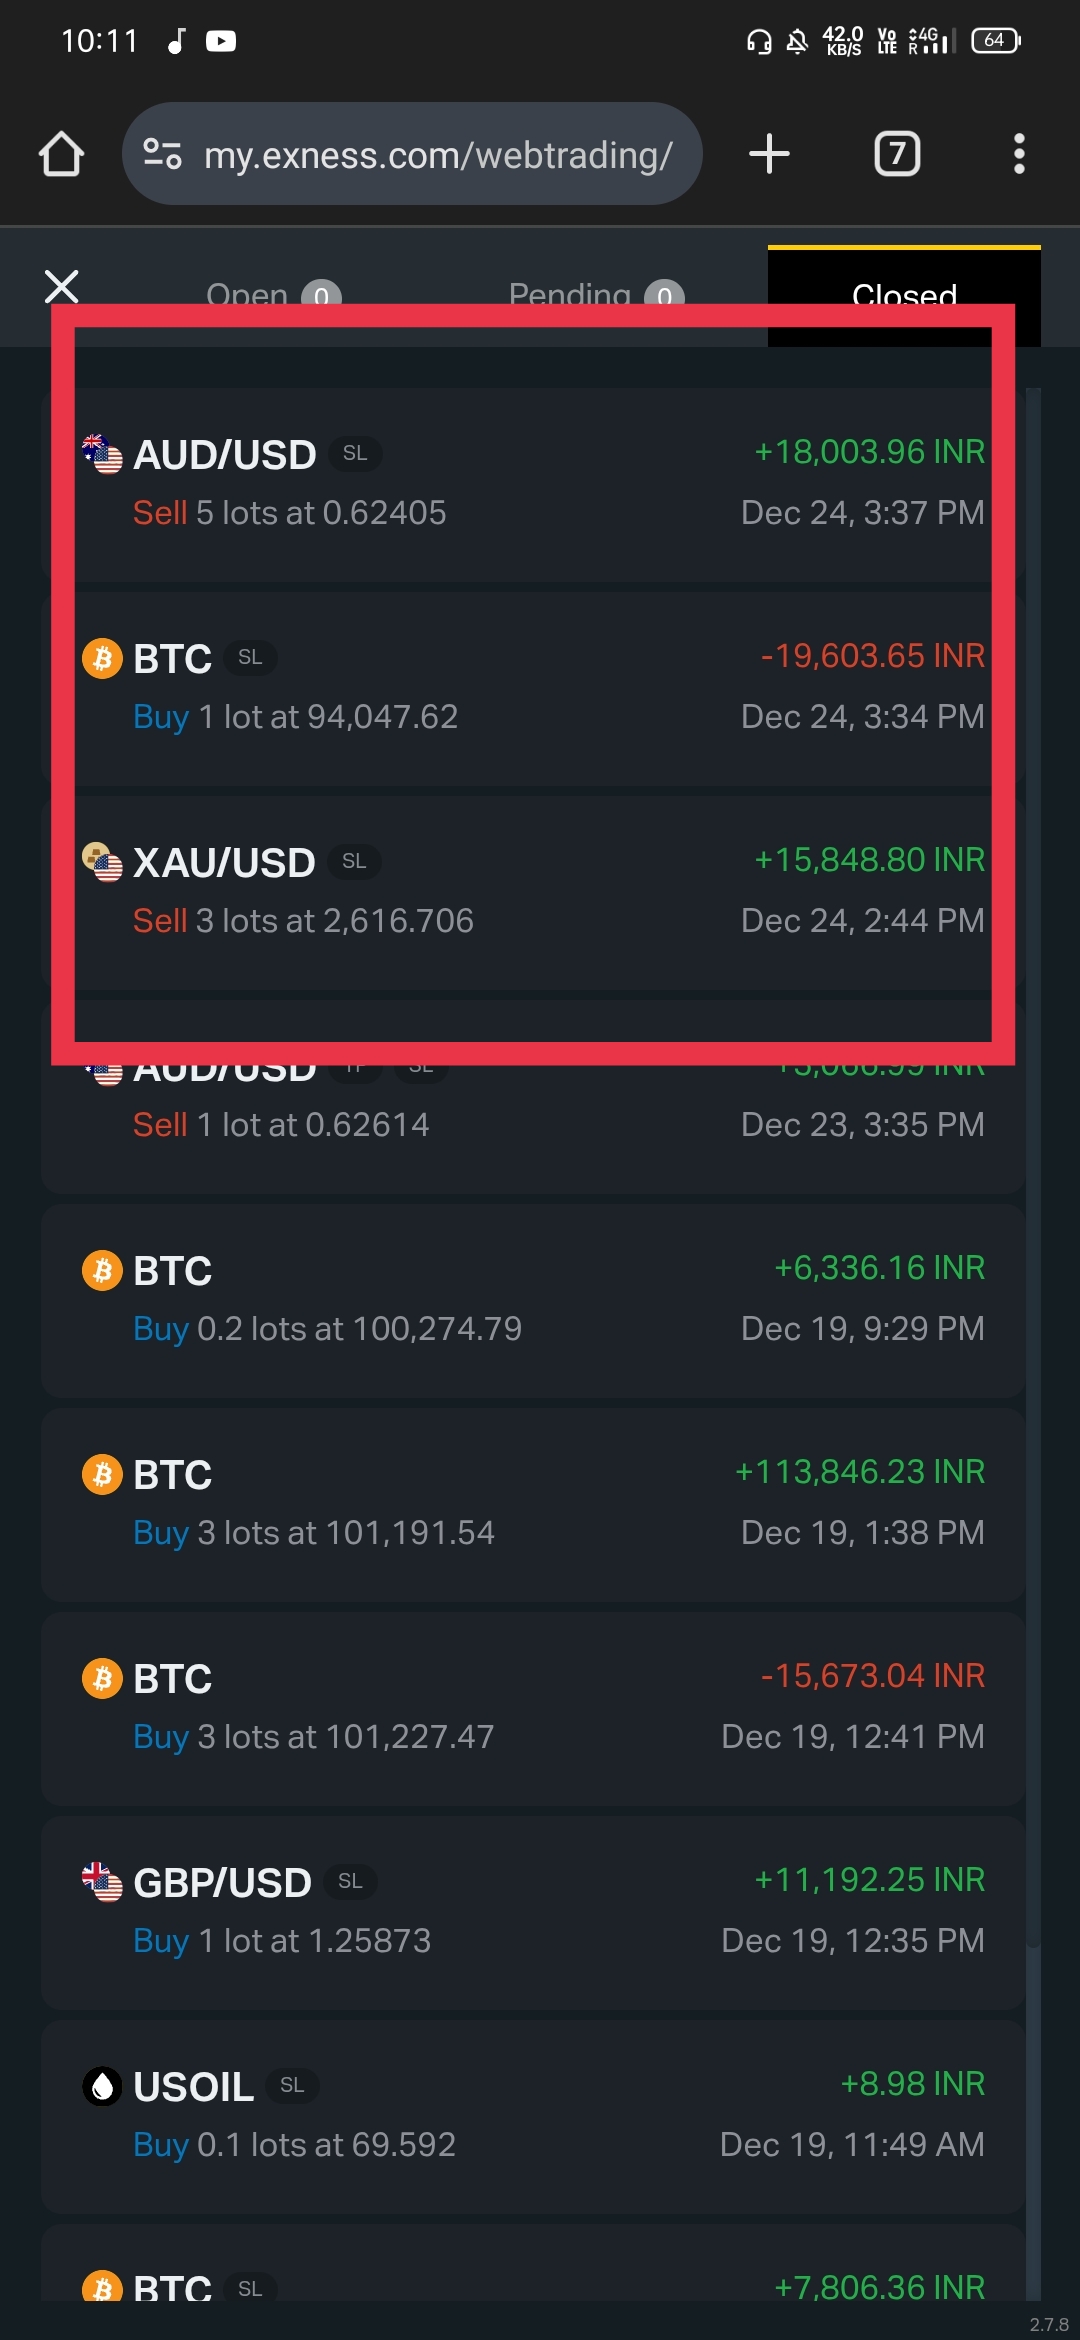 10:11 42.0 KB/S Vo LTE 4G R 64
my.exness.com/webtrading/ 7
Open 0 Pending 0 Closed
AUD/USD SL +18,003.96 INR
Sell 5 lots at 0.62405 Dec 24, 3:37 PM
BTC SL -19,603.65 INR
Buy 1 lot at 94,047.62 Dec 24, 3:34 PM
XAU/USD SL +15,848.80 INR
Sell 3 lots at 2,616.706 Dec 24, 2:44 PM
AUD/USD TP SL INR
Sell 1 lot at 0.62614 Dec 23, 3:35 PM
BTC +6,336.16 INR
Buy 0.2 lots at 100,274.79 Dec 19, 9:29 PM
BTC +113,846.23 INR
Buy 3 lots at 101,191.54 Dec 19, 1:38 PM
BTC -15,673.04 INR
Buy 3 lots at 101,227.47 Dec 19, 12:41 PM
GBP/USD SL +11,192.25 INR
Buy 1 lot at 1.25873 Dec 19, 12:35 PM
USOIL SL +8.98 INR
Buy 0.1 lots at 69.592 Dec 19, 11:49 AM
BTC SL +7,806.36 INR
2.7.8